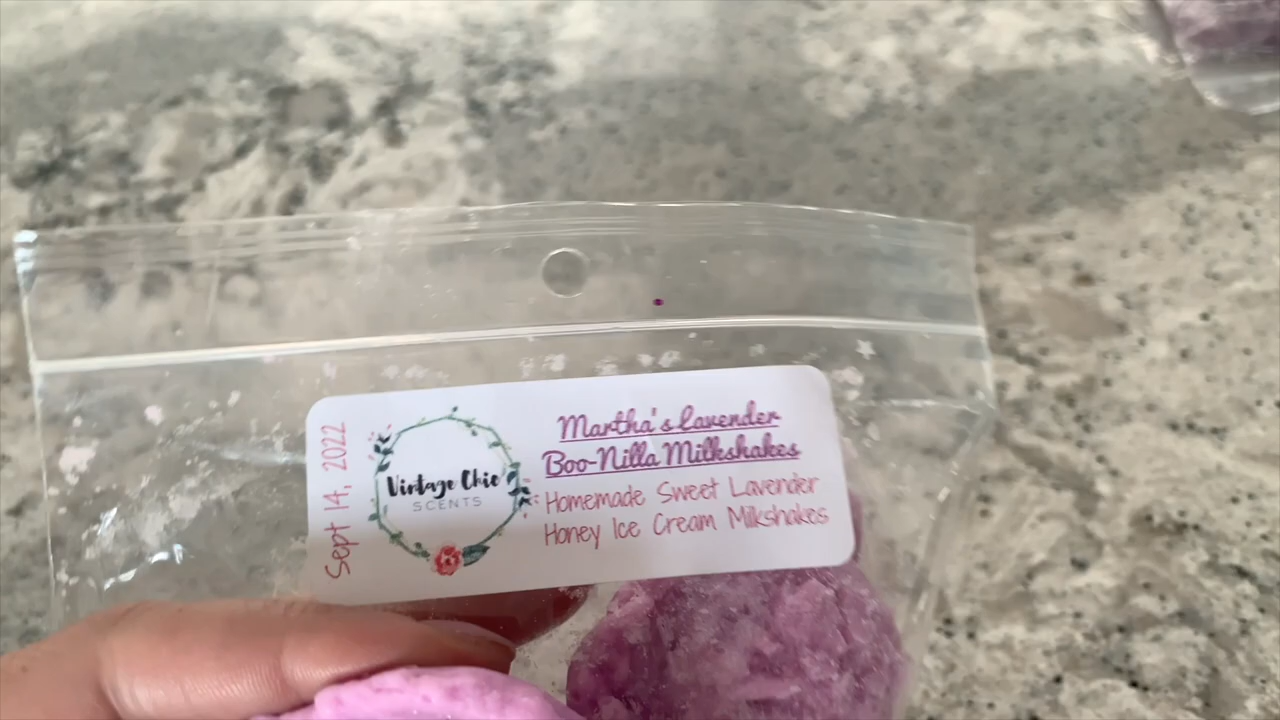 Sept 14, 2022
Vintage Chic
SCENTS
Martha's Lavender
Boo-Nilla Milkshakes
Homemade Sweet Lavender
Honey Ice Cream Milkshakes